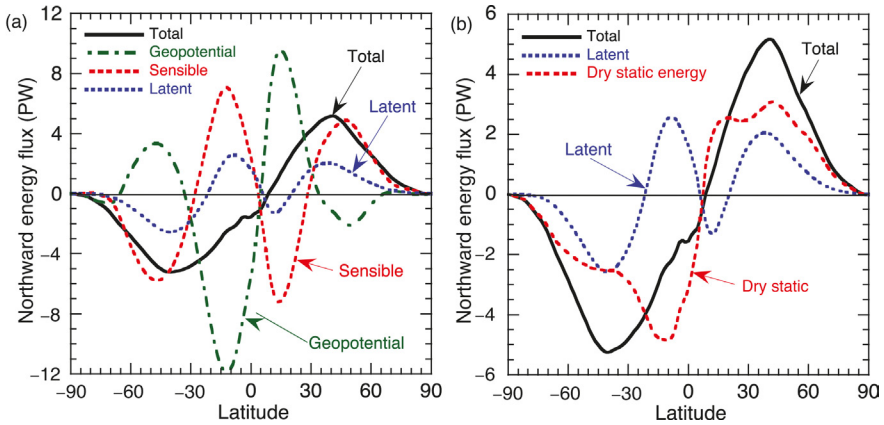 (a)
Northward energy flux (PW)
12
8
4
0
−4
−8
−12
Total
Geopotential
Sensible
Latent
Total
Latent
Sensible
Geopotential
−90 −60 −30 0 30 60 90
Latitude
(b)
Northward energy flux (PW)
6
4
2
0
−2
−4
−6
Total
Latent
Dry static energy
Total
Latent
Dry static
−90 −60 −30 0 30 60 90
Latitude